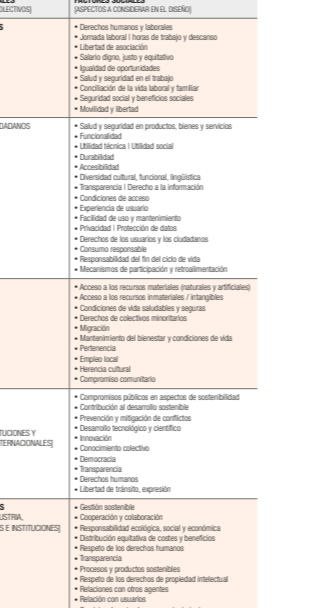 FACTORES SOCIALES
[ASPECTOS A CONSIDERAR EN EL DISEÑO]
• Derechos humanos y laborales
• Jornada laboral | horas de trabajo y descanso
• Libertad de asociación
• Salario digno, justo y equitativo
• Igualdad de oportunidades
• Salud y seguridad en el trabajo
• Conciliación de la vida laboral y familiar
• Seguridad social y beneficios sociales
• Movilidad y libertad
• Salud y seguridad en productos, bienes y servicios
• Funcionalidad
• Utilidad técnica | Utilidad social
• Durabilidad
• Accesibilidad
• Diversidad cultural, funcional, lingüística
• Transparencia | Derecho a la información
• Condiciones de acceso
• Experiencia de usuario
• Facilidad de uso y mantenimiento
• Privacidad | Protección de datos
• Derechos de los usuarios y los ciudadanos
• Consumo responsable
• Responsabilidad del fin del ciclo de vida
• Mecanismos de participación y retroalimentación
• Acceso a los recursos materiales (naturales y artificiales)
• Acceso a los recursos inmateriales / intangibles
• Condiciones de vida saludables y seguras
• Derechos de colectivos minoritarios
• Migración
• Mantenimiento del bienestar y condiciones de vida
• Pertenencia
• Empleo local
• Herencia cultural
• Compromiso comunitario
TUCIONES Y
TERNACIONALES]
• Compromisos públicos en aspectos de sostenibilidad
• Contribución al desarrollo sostenible
• Prevención y mitigación de conflictos
• Desarrollo tecnológico y científico
• Innovación
• Conocimiento colectivo
• Democracia
• Transparencia
• Derechos humanos
• Libertad de tránsito, expresión
USTRIA,
S E INSTITUCIONES]
• Gestión sostenible
• Cooperación y colaboración
• Responsabilidad ecológica, social y económica
• Distribución equitativa de costes y beneficios
• Respeto de los derechos humanos
• Transparencia
• Procesos y productos sostenibles
• Respeto de los derechos de propiedad intelectual
• Relaciones con otros agentes
• Relación con usuarios